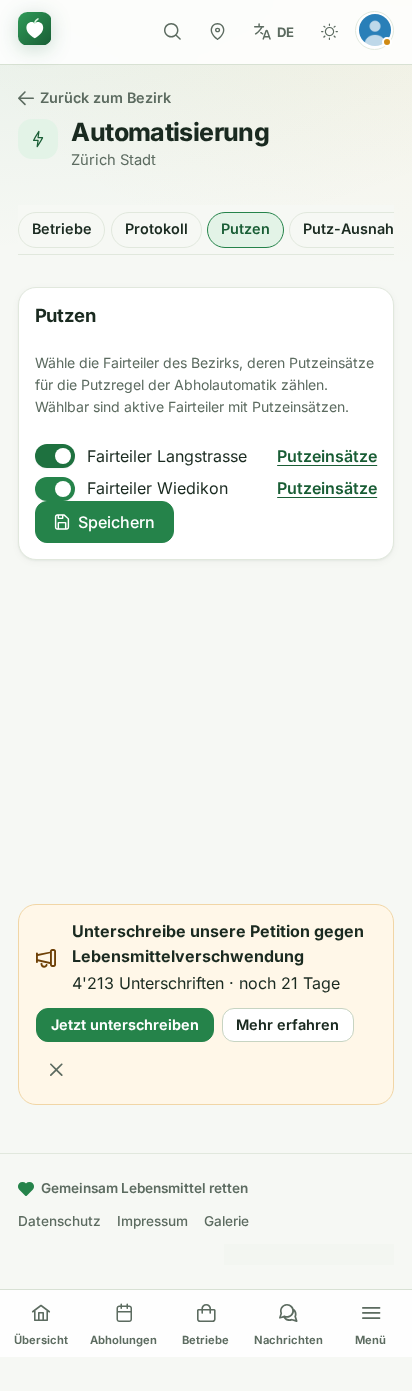 DE
Zurück zum Bezirk
Automatisierung
Zürich Stadt
Betriebe Protokoll Putzen Putz-Ausnah
Putzen
Wähle die Fairteiler des Bezirks, deren Putzeinsätze
für die Putzregel der Abholautomatik zählen.
Wählbar sind aktive Fairteiler mit Putzeinsätzen.
Fairteiler Langstrasse Putzeinsätze
Fairteiler Wiedikon Putzeinsätze
Speichern
Unterschreibe unsere Petition gegen
Lebensmittelverschwendung
4'213 Unterschriften · noch 21 Tage
Jetzt unterschreiben Mehr erfahren
Gemeinsam Lebensmittel retten
Datenschutz Impressum Galerie
Übersicht Abholungen Betriebe Nachrichten Menü